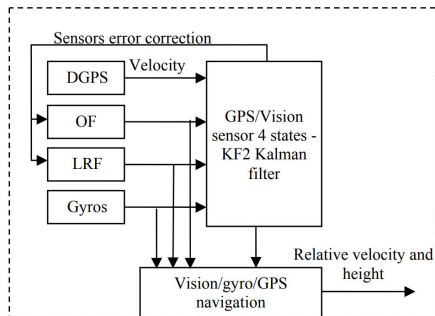 Sensors error correction
DGPS
Velocity
OF
LRF
Gyros
GPS/Vision
sensor 4 states -
KF2 Kalman
filter
Relative velocity and
height
Vision/gyro/GPS
navigation